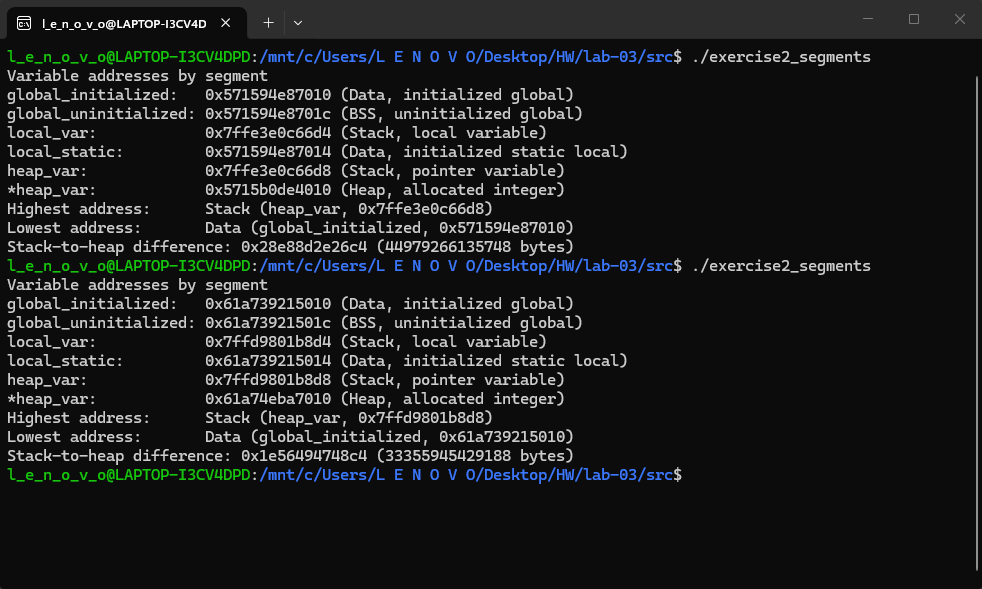 l_e_n_o_v_o@LAPTOP-I3CV4D
l_e_n_o_v_o@LAPTOP-I3CV4DPD:/mnt/c/Users/L E N O V O/Desktop/HW/lab-03/src$ ./exercise2_segments
Variable addresses by segment
global_initialized:   0x571594e87010 (Data, initialized global)
global_uninitialized: 0x571594e8701c (BSS, uninitialized global)
local_var:            0x7ffe3e0c66d4 (Stack, local variable)
local_static:         0x571594e87014 (Data, initialized static local)
heap_var:             0x7ffe3e0c66d8 (Stack, pointer variable)
*heap_var:            0x5715b0de4010 (Heap, allocated integer)
Highest address:      Stack (heap_var, 0x7ffe3e0c66d8)
Lowest address:       Data (global_initialized, 0x571594e87010)
Stack-to-heap difference: 0x28e88d2e26c4 (44979266135748 bytes)
l_e_n_o_v_o@LAPTOP-I3CV4DPD:/mnt/c/Users/L E N O V O/Desktop/HW/lab-03/src$ ./exercise2_segments
Variable addresses by segment
global_initialized:   0x61a739215010 (Data, initialized global)
global_uninitialized: 0x61a73921501c (BSS, uninitialized global)
local_var:            0x7ffd9801b8d4 (Stack, local variable)
local_static:         0x61a739215014 (Data, initialized static local)
heap_var:             0x7ffd9801b8d8 (Stack, pointer variable)
*heap_var:            0x61a74eba7010 (Heap, allocated integer)
Highest address:      Stack (heap_var, 0x7ffd9801b8d8)
Lowest address:       Data (global_initialized, 0x61a739215010)
Stack-to-heap difference: 0x1e56494748c4 (33355945429188 bytes)
l_e_n_o_v_o@LAPTOP-I3CV4DPD:/mnt/c/Users/L E N O V O/Desktop/HW/lab-03/src$